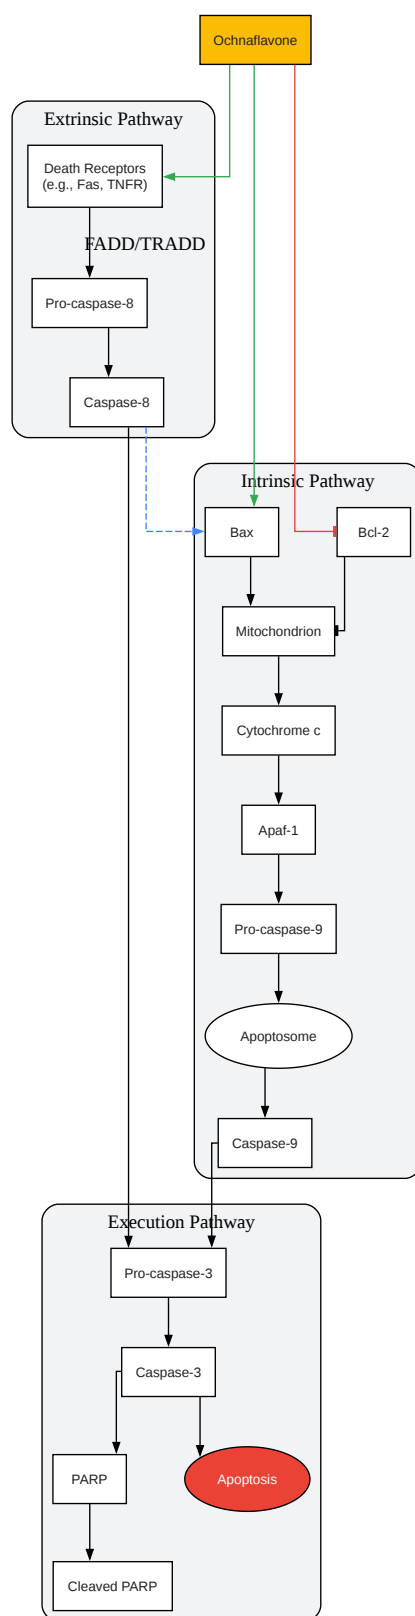 Ochnaflavone
Extrinsic Pathway
Death Receptors
(e.g., Fas, TNFR)
FADD/TRADD
Pro-caspase-8
Caspase-8
Intrinsic Pathway
Bax
Bcl-2
Mitochondrion
Cytochrome c
Apaf-1
Pro-caspase-9
Apoptosome
Caspase-9
Execution Pathway
Pro-caspase-3
Caspase-3
PARP
Apoptosis
Cleaved PARP